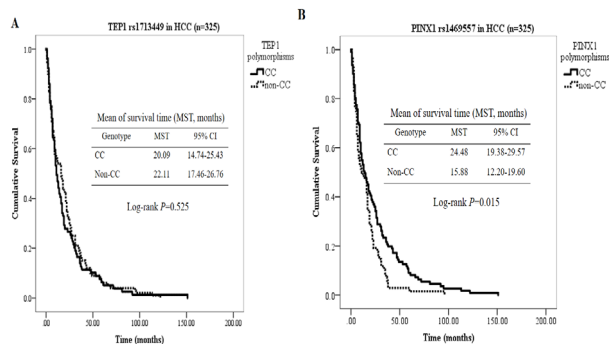 A
TEP1 rs1713449 in HCC (n=325)
TEP1
polymorphisms
CC
non-CC
Mean of survival time (MST, months)
Genotype MST 95% CI
CC 20.09 14.74-25.43
Non-CC 22.11 17.46-26.76
Log-rank P=0.525
Cumulative Survival
1.0
0.8
0.6
0.4
0.2
0.0
.00 50.00 100.00 150.00 200.00
Time (months)
B
PINX1 rs1469557 in HCC (n=325)
PINX1
polymorphisms
CC
non-CC
Mean of survival time (MST, months)
Genotype MST 95% CI
CC 24.48 19.38-29.57
Non-CC 15.88 12.20-19.60
Log-rank P=0.015
Cumulative Survival
1.0
0.8
0.6
0.4
0.2
0.0
.00 50.00 100.00 150.00 200.00
Time (months)